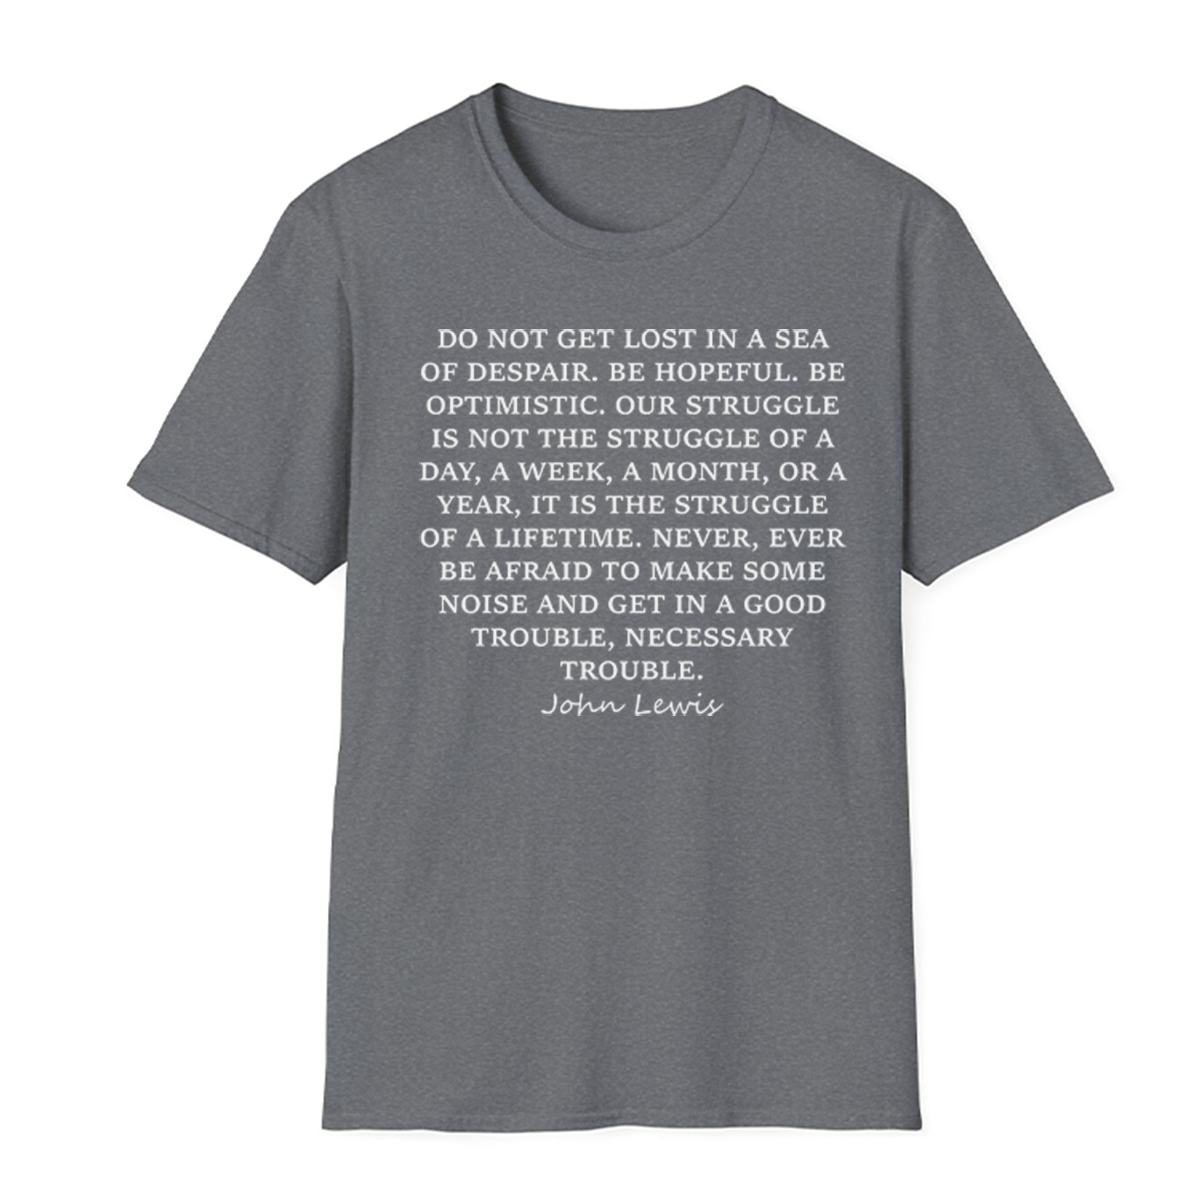 DO NOT GET LOST IN A SEA
OF DESPAIR. BE HOPEFUL. BE
OPTIMISTIC. OUR STRUGGLE
IS NOT THE STRUGGLE OF A
DAY, A WEEK, A MONTH, OR A
YEAR, IT IS THE STRUGGLE
OF A LIFETIME. NEVER, EVER
BE AFRAID TO MAKE SOME
NOISE AND GET IN A GOOD
TROUBLE, NECESSARY
TROUBLE.
John Lewis